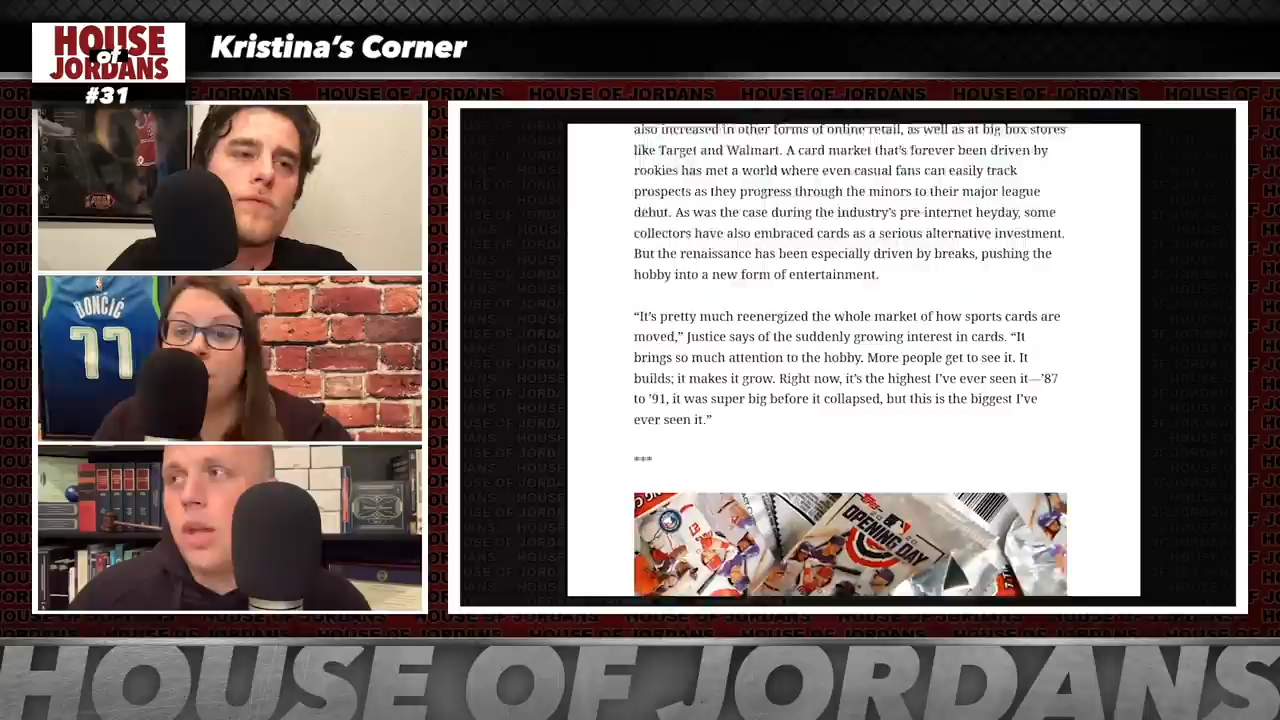 HOUSE
of
JORDANS
#31
Kristina's Corner
DONČIĆ
77
also increased in other forms of online retail, as well as at big box stores
like Target and Walmart. A card market that's forever been driven by
rookies has met a world where even casual fans can easily track
prospects as they progress through the minors to their major league
debut. As was the case during the industry's pre-internet heyday, some
collectors have also embraced cards as a serious alternative investment.
But the renaissance has been especially driven by breaks, pushing the
hobby into a new form of entertainment.
“It's pretty much reenergized the whole market of how sports cards are
moved,” Justice says of the suddenly growing interest in cards. “It
brings so much attention to the hobby. More people get to see it. It
builds; it makes it grow. Right now, it's the highest I've ever seen it—'87
to '91, it was super big before it collapsed, but this is the biggest I've
ever seen it.”
***
topps
OPENING DAY
HOUSE OF JORDANS